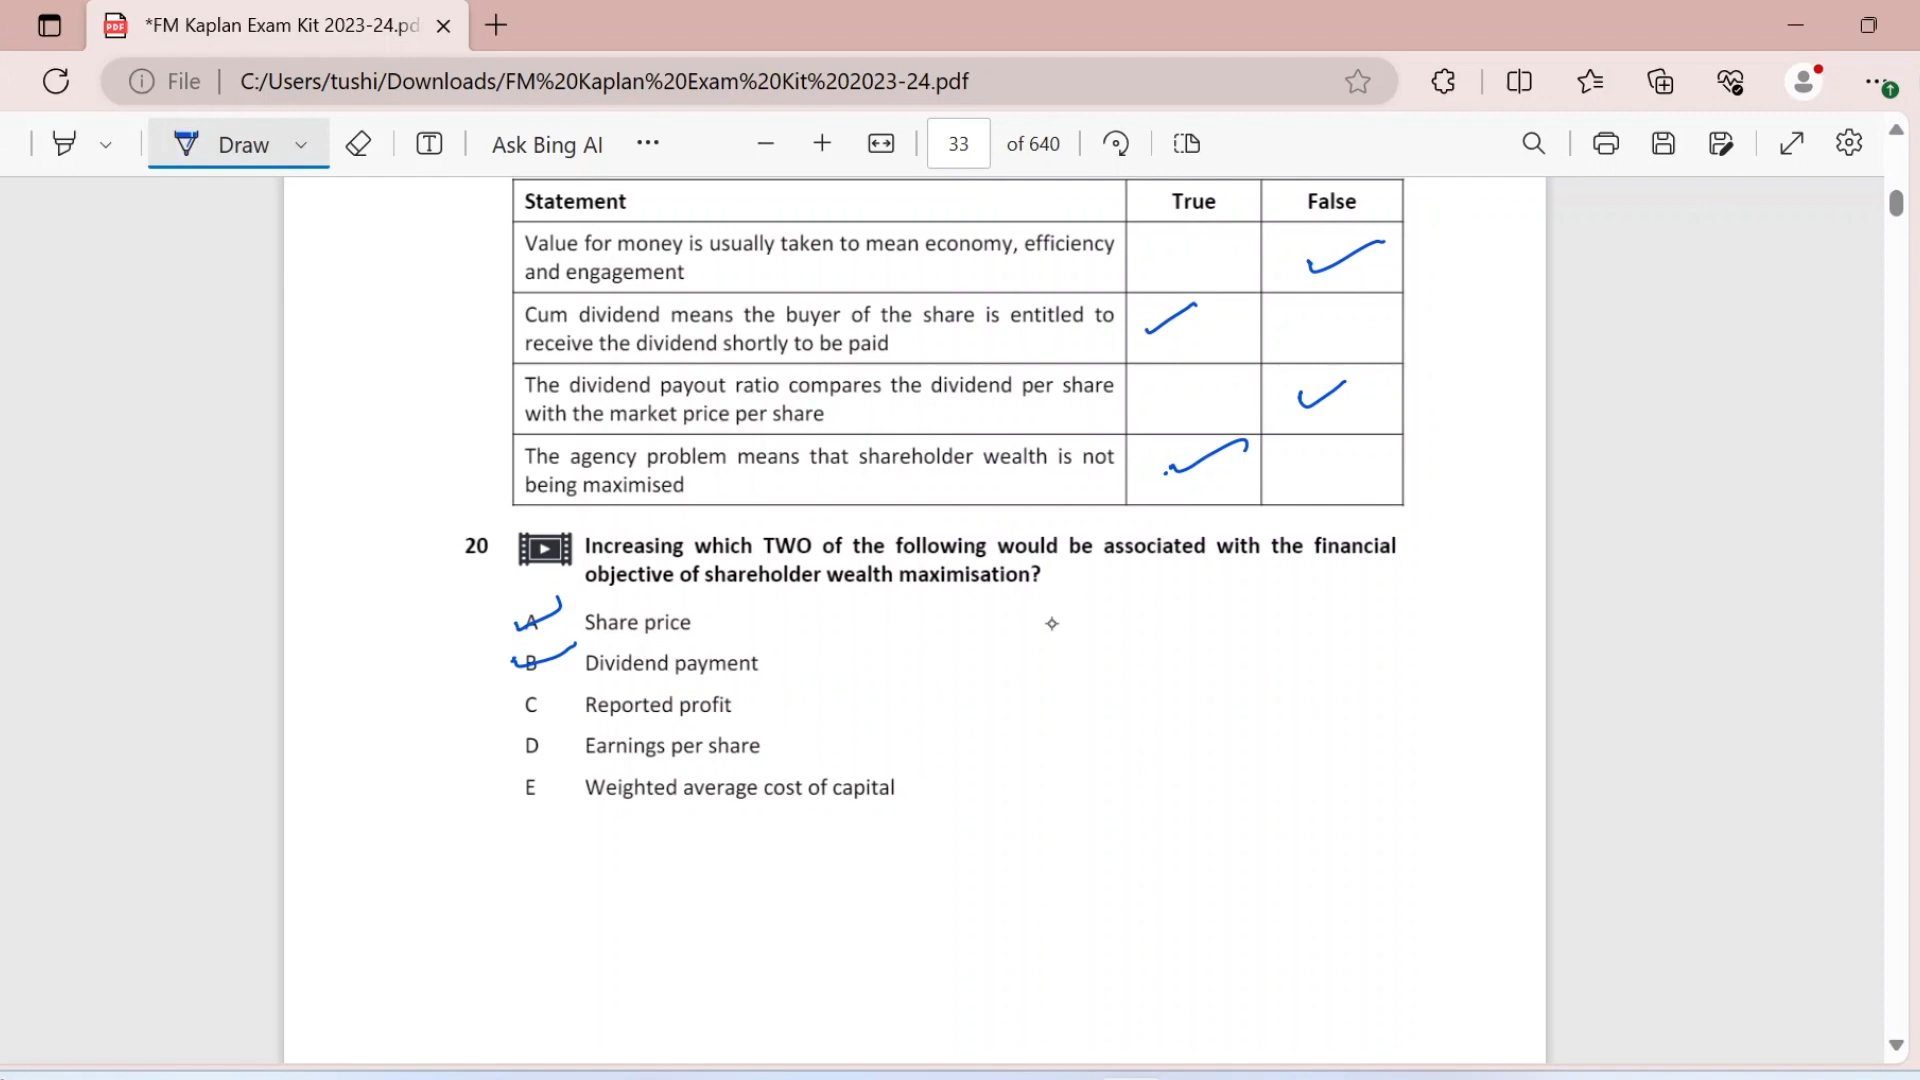 *FM Kaplan Exam Kit 2023-24.pd
File C:/Users/tushi/Downloads/FM%20Kaplan%20Exam%20Kit%202023-24.pdf
Draw Ask Bing AI 33 of 640
Statement True False
Value for money is usually taken to mean economy, efficiency
and engagement
Cum dividend means the buyer of the share is entitled to
receive the dividend shortly to be paid
The dividend payout ratio compares the dividend per share
with the market price per share
The agency problem means that shareholder wealth is not
being maximised
20 Increasing which TWO of the following would be associated with the financial
objective of shareholder wealth maximisation?
A Share price
B Dividend payment
C Reported profit
D Earnings per share
E Weighted average cost of capital